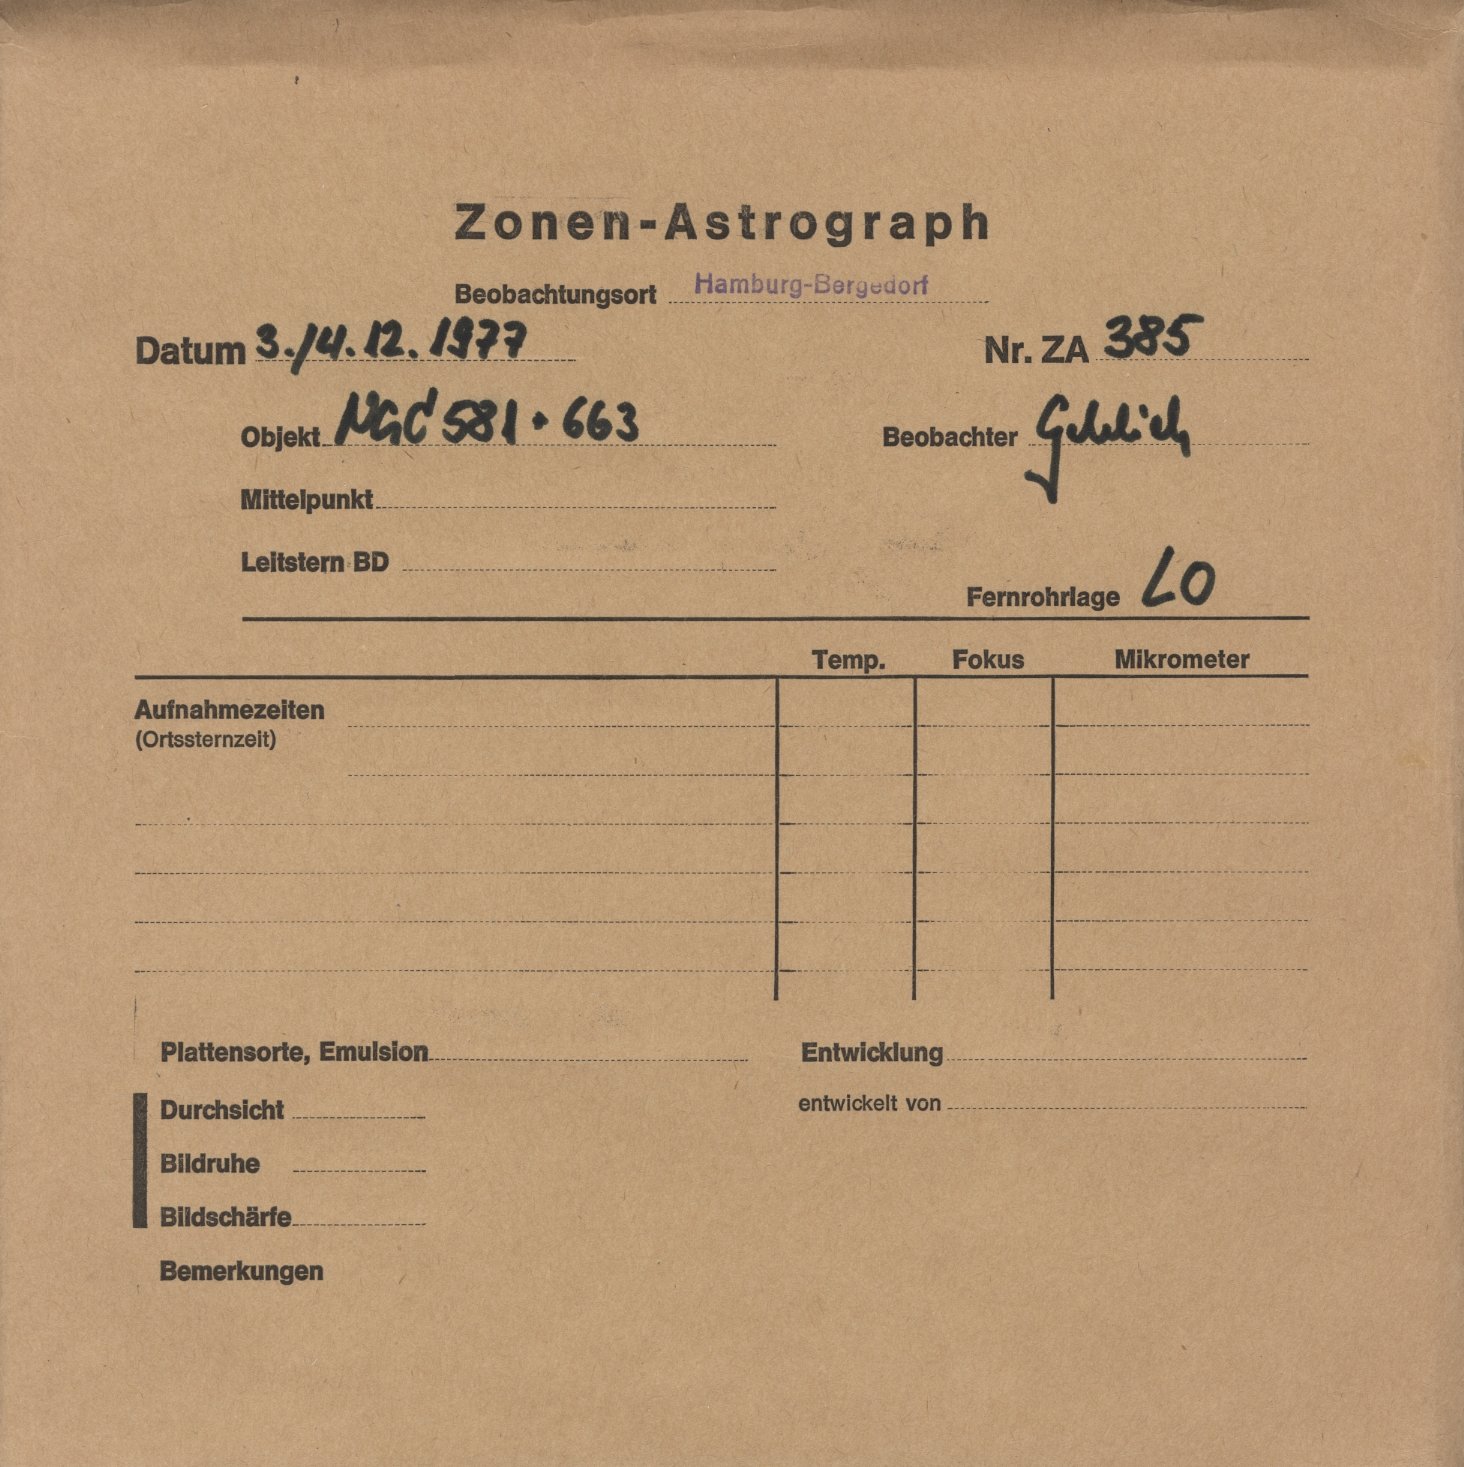 Zonen-Astrograph
Beobachtungsort Hamburg-Bergedorf
Datum 3./4.12.1977 Nr. ZA 385
Objekt NGC 581 + 663 Beobachter
Mittelpunkt
Leitstern BD
Fernrohrlage LO
Temp. Fokus Mikrometer
Aufnahmezeiten
(Ortssternzeit)
Plattensorte, Emulsion Entwicklung
Durchsicht entwickelt von
Bildruhe
Bildschärfe
Bemerkungen